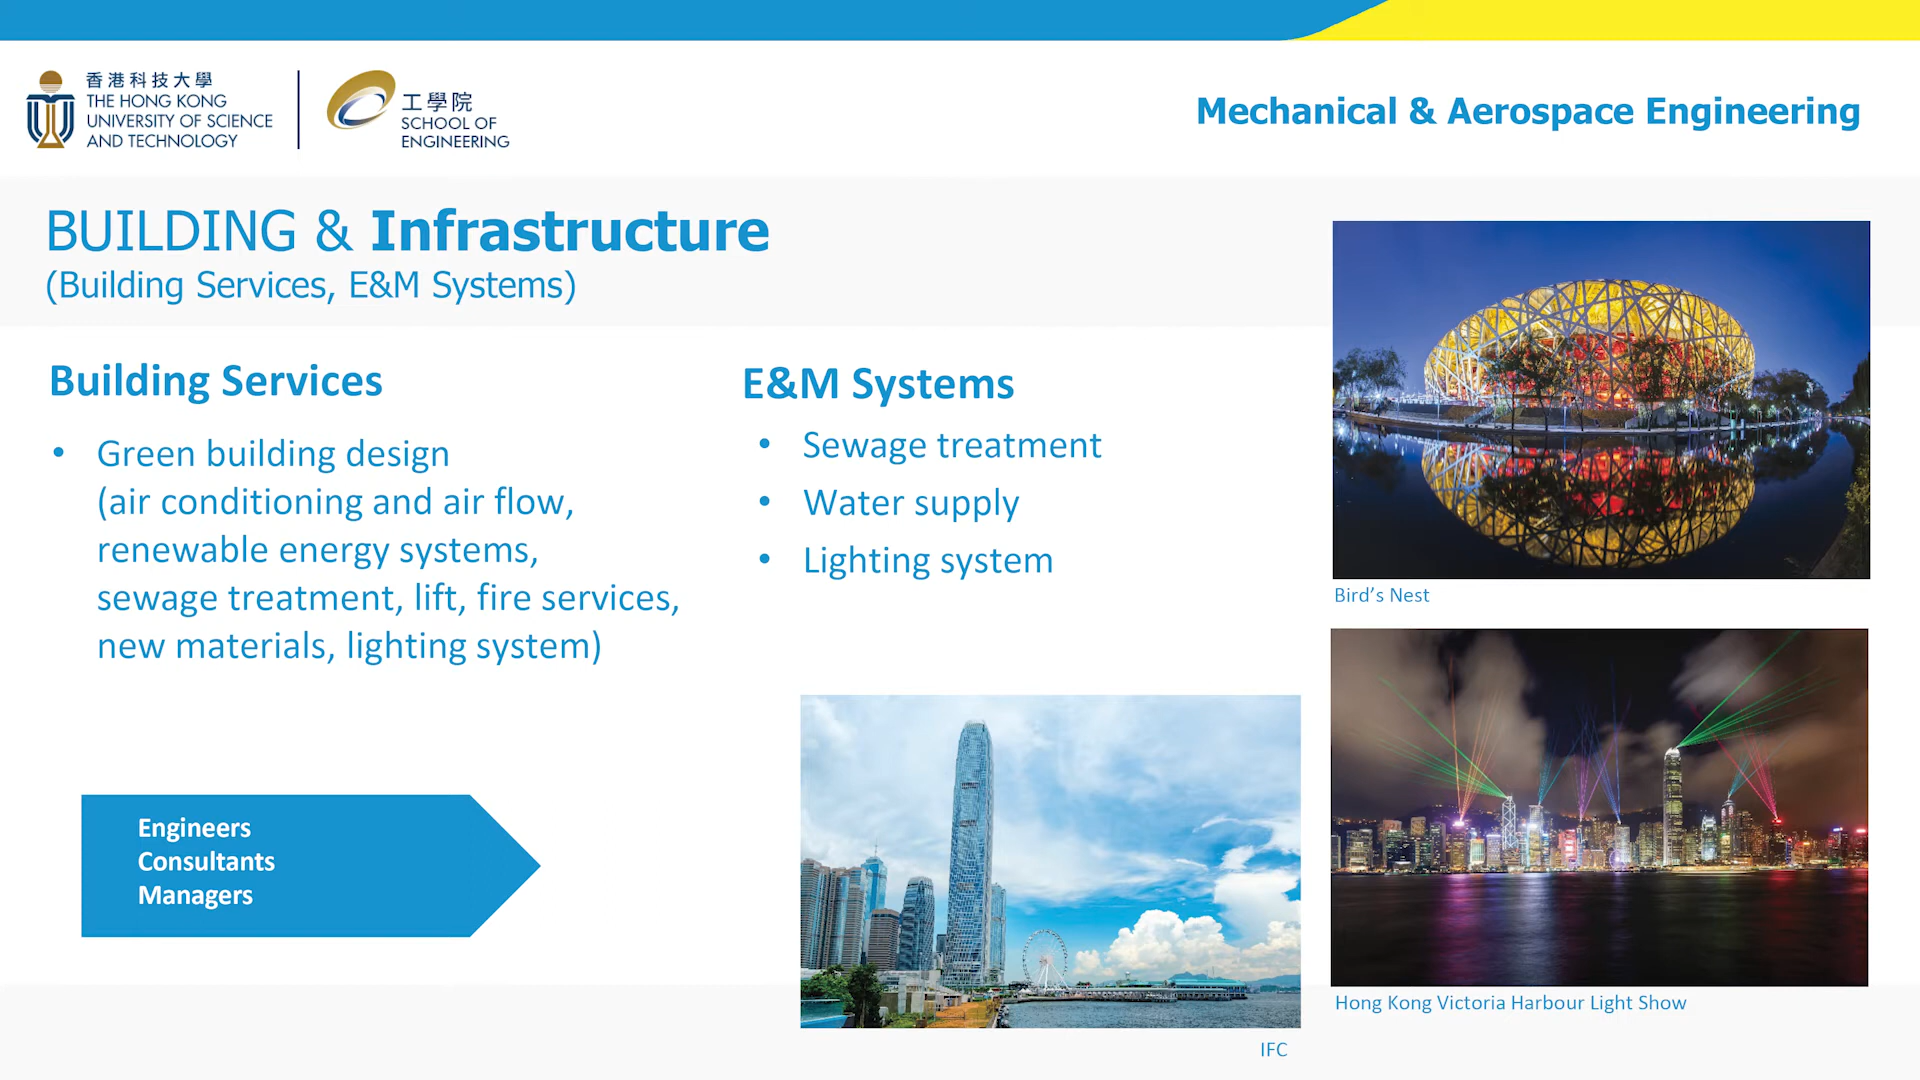 香港科技大學
THE HONG KONG
UNIVERSITY OF SCIENCE
AND TECHNOLOGY
工學院
SCHOOL OF
ENGINEERING
Mechanical & Aerospace Engineering
BUILDING & Infrastructure
(Building Services, E&M Systems)
Building Services
• Green building design
(air conditioning and air flow,
renewable energy systems,
sewage treatment, lift, fire services,
new materials, lighting system)
E&M Systems
• Sewage treatment
• Water supply
• Lighting system
Engineers
Consultants
Managers
Bird’s Nest
Hong Kong Victoria Harbour Light Show
IFC